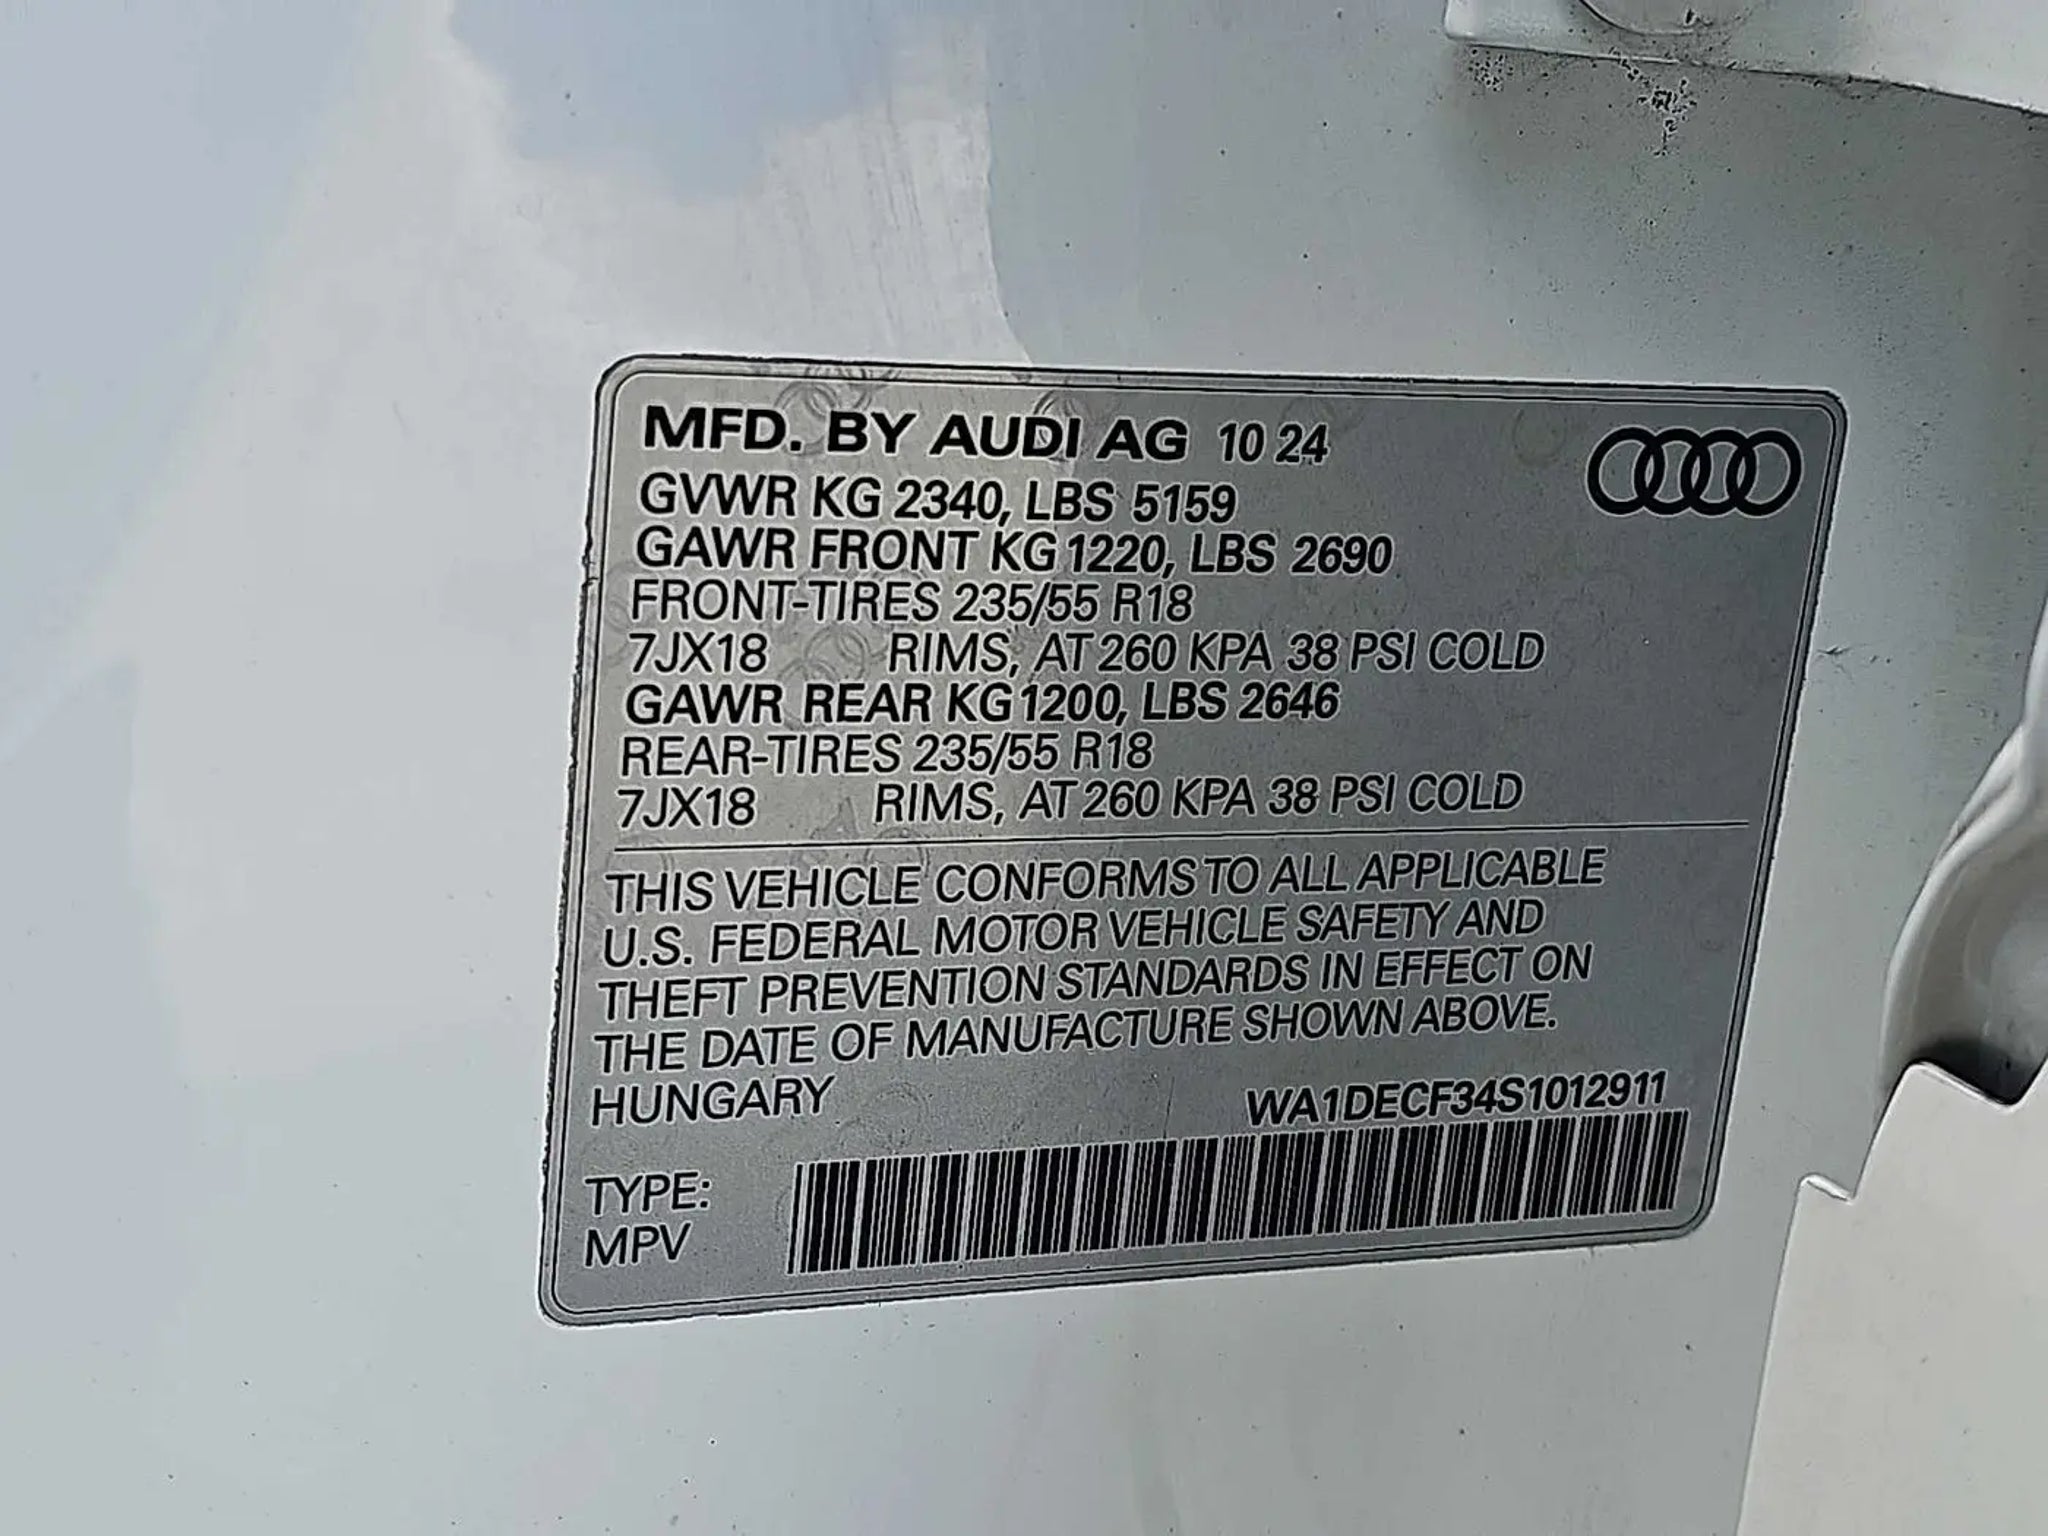 MFD. BY AUDI AG 10 24
GVWR KG 2340, LBS 5159
GAWR FRONT KG 1220, LBS 2690
FRONT-TIRES 235/55 R18
7JX18 RIMS, AT 260 KPA 38 PSI COLD
GAWR REAR KG 1200, LBS 2646
REAR-TIRES 235/55 R18
7JX18 RIMS, AT 260 KPA 38 PSI COLD
THIS VEHICLE CONFORMS TO ALL APPLICABLE
U.S. FEDERAL MOTOR VEHICLE SAFETY AND
THEFT PREVENTION STANDARDS IN EFFECT ON
THE DATE OF MANUFACTURE SHOWN ABOVE.
HUNGARY WA1DECF34S1012911
TYPE:
MPV